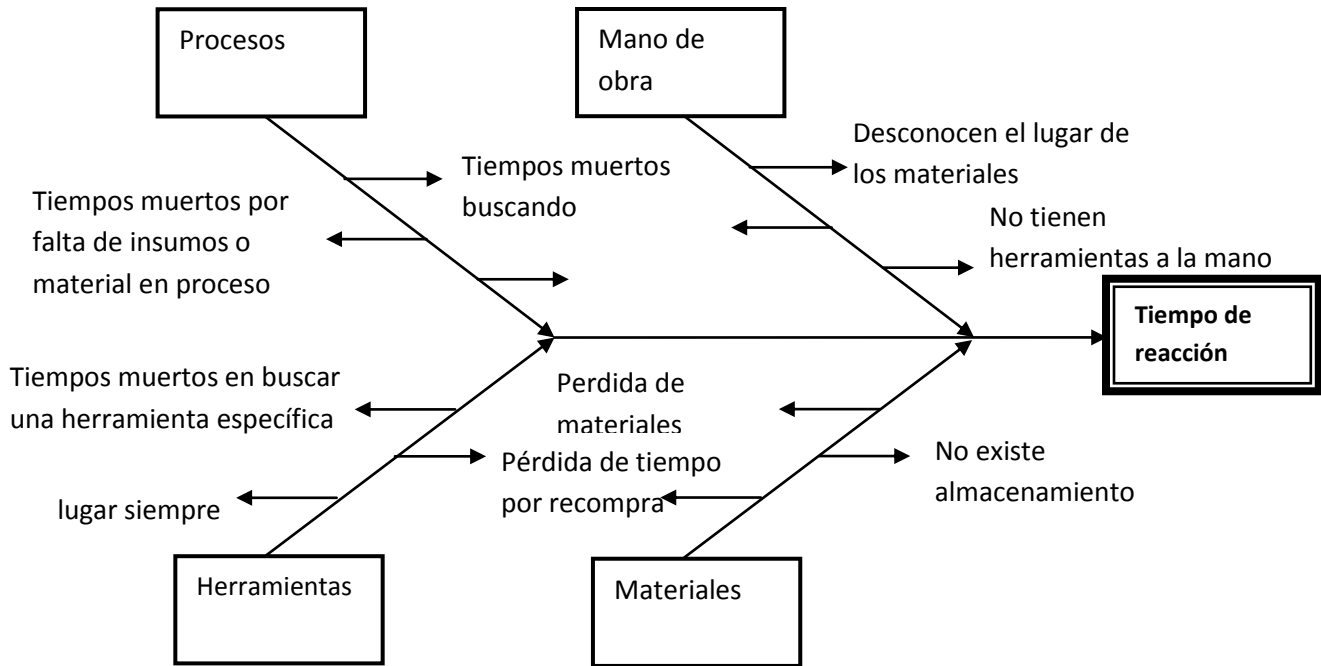 Procesos
Mano de
obra
Desconocen el lugar de
los materiales
Tiempos muertos
buscando
Tiempos muertos por
falta de insumos o
material en proceso
No tienen
herramientas a la mano
Tiempo de
reacción
Tiempos muertos en buscar
una herramienta específica
Perdida de
materiales
Pérdida de tiempo
por recompra
No existe
almacenamiento
lugar siempre
Herramientas
Materiales